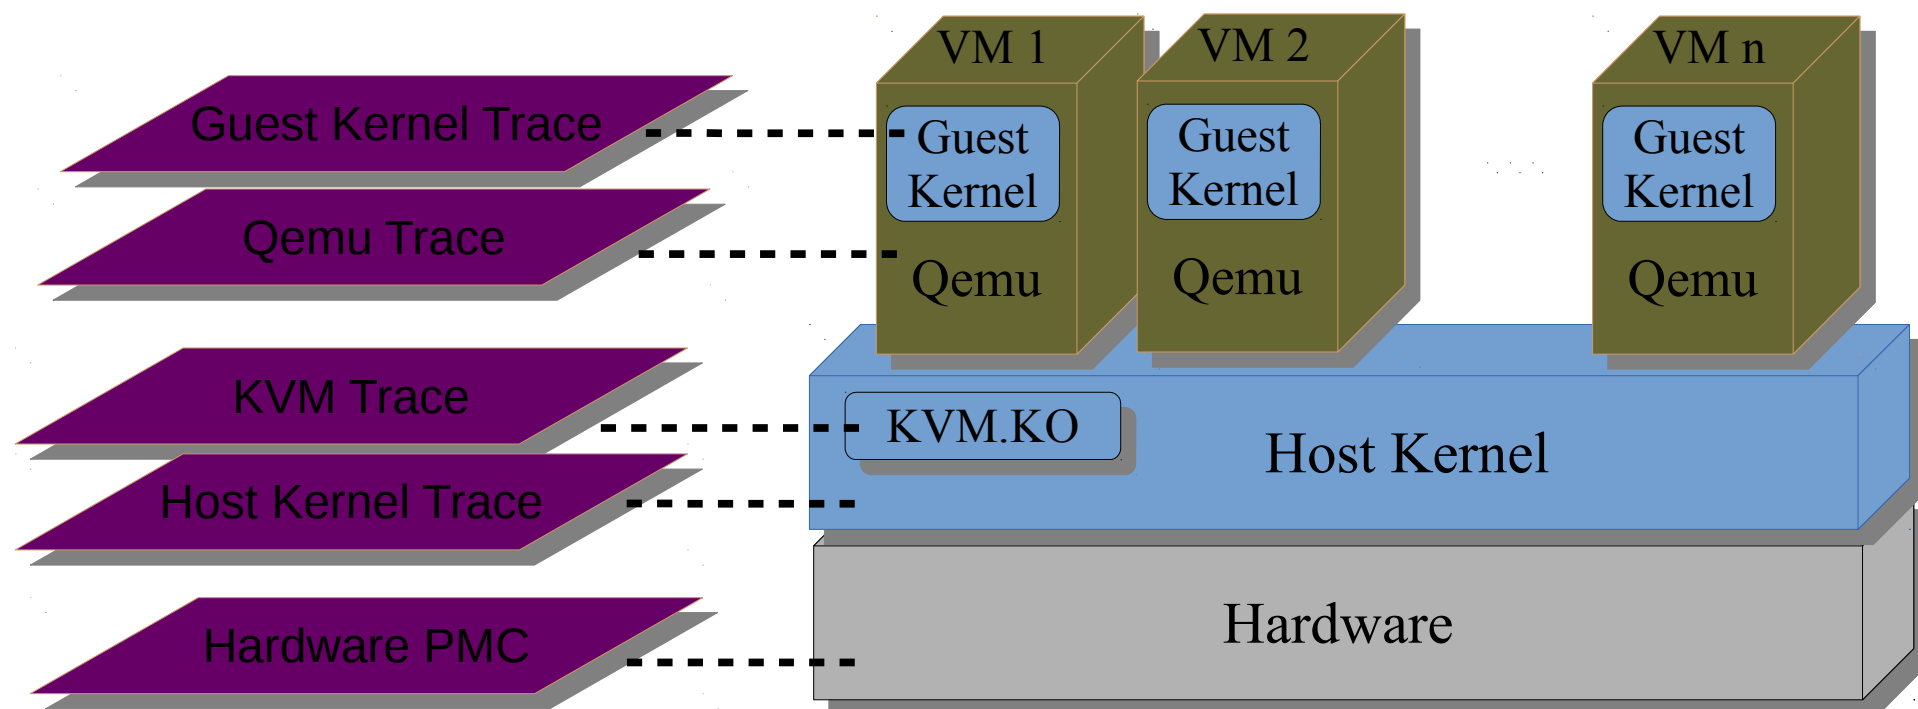 VM 1
VM 2
VM n
Guest Kernel Trace
Guest
Kernel
Guest
Kernel
. . . .
Guest
Kernel
Qemu Trace
Qemu
Qemu
Qemu
KVM Trace
KVM.KO
Host Kernel
Host Kernel Trace
Hardware PMC
Hardware